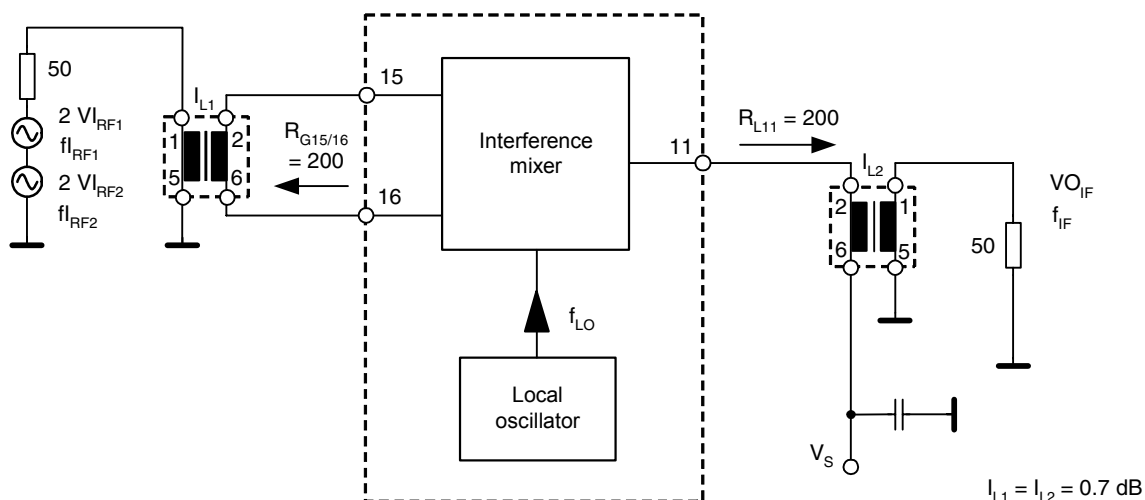 50
2 VI_RF1
fI_RF1
2 VI_RF2
fI_RF2
I_L1
1
2
5
6
R_G15/16
= 200
15
16
Interference
mixer
11
f_LO
Local
oscillator
R_L11 = 200
I_L2
2
1
6
5
50
VO_IF
f_IF
V_S
I_L1 = I_L2 = 0.7 dB